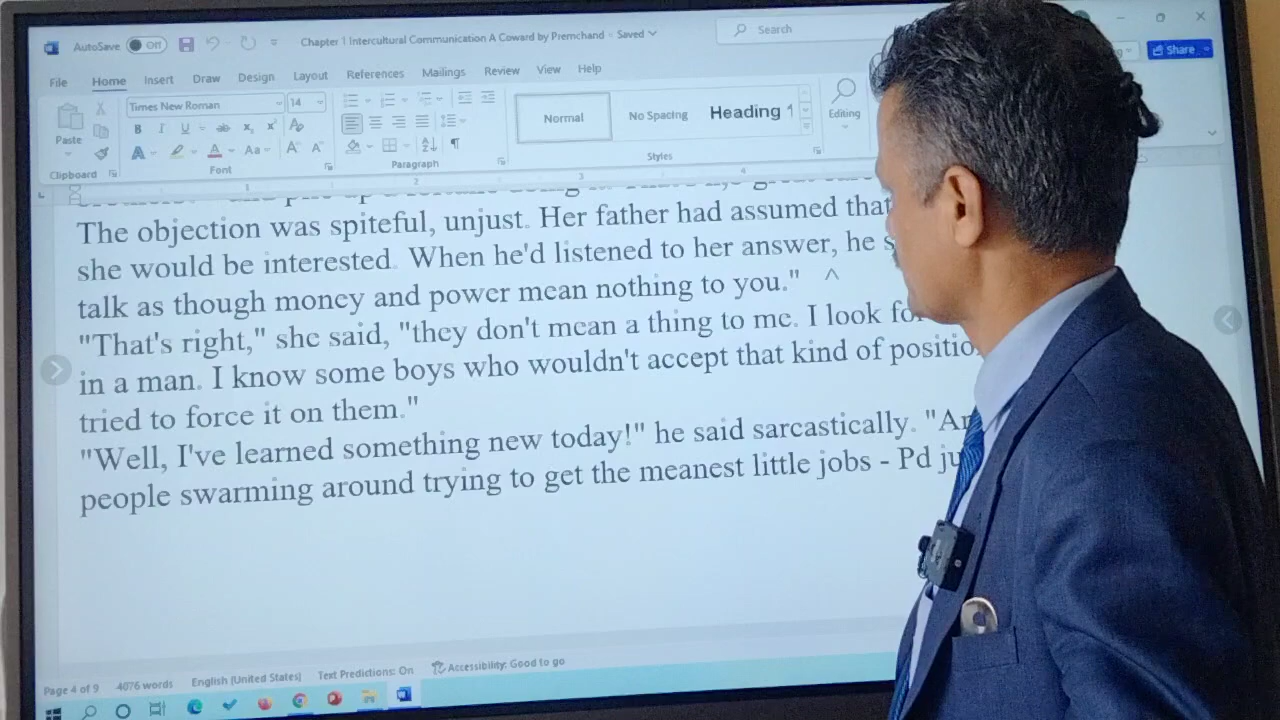 AutoSave Off Chapter 1 Intercultural Communication A Coward by Premchand - Saved Search
File Home Insert Draw Design Layout References Mailings Review View Help Share
Times New Roman 14
Paste Normal No Spacing Heading 1 Editing
Clipboard Font Paragraph Styles
The objection was spiteful, unjust. Her father had assumed that
she would be interested. When he'd listened to her answer, he
talk as though money and power mean nothing to you." ^
"That's right," she said, "they don't mean a thing to me. I look
in a man. I know some boys who wouldn't accept that kind of
tried to force it on them."
"Well, I've learned something new today!" he said sarcastically.
people swarming around trying to get the meanest little jobs - Pd
Page 4 of 9 4076 words English (United States) Text Predictions: On Accessibility: Good to go